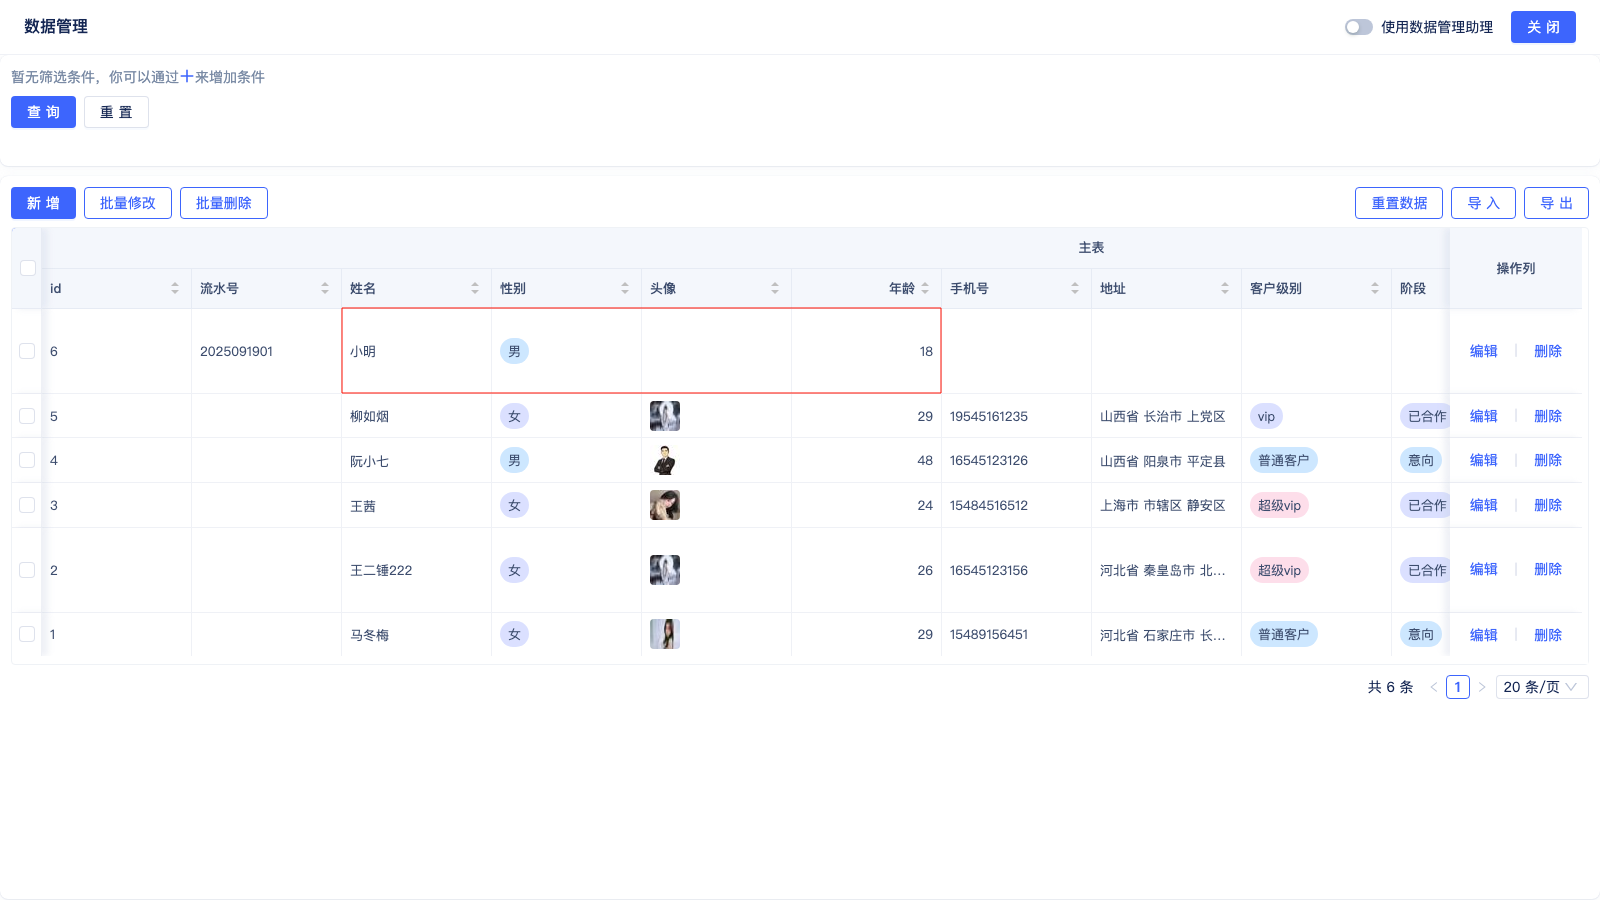 数据管理
使用数据管理助理
关 闭
暂无筛选条件，你可以通过+来增加条件
查 询 重 置
新 增 批量修改 批量删除 重置数据 导 入 导 出
主表
id 流水号 姓名 性别 头像 年龄 手机号 地址 客户级别 阶段 操作列
6 2025091901 小明 男 18 编辑 删除
5 柳如烟 女 29 19545161235 山西省 长治市 上党区 vip 已合作 编辑 删除
4 阮小七 男 48 16545123126 山西省 阳泉市 平定县 普通客户 意向 编辑 删除
3 王茜 女 24 15484516512 上海市 市辖区 静安区 超级vip 已合作 编辑 删除
2 王二锤222 女 26 16545123156 河北省 秦皇岛市 北... 超级vip 已合作 编辑 删除
1 马冬梅 女 29 15489156451 河北省 石家庄市 长... 普通客户 意向 编辑 删除
共 6 条 < 1 > 20 条/页